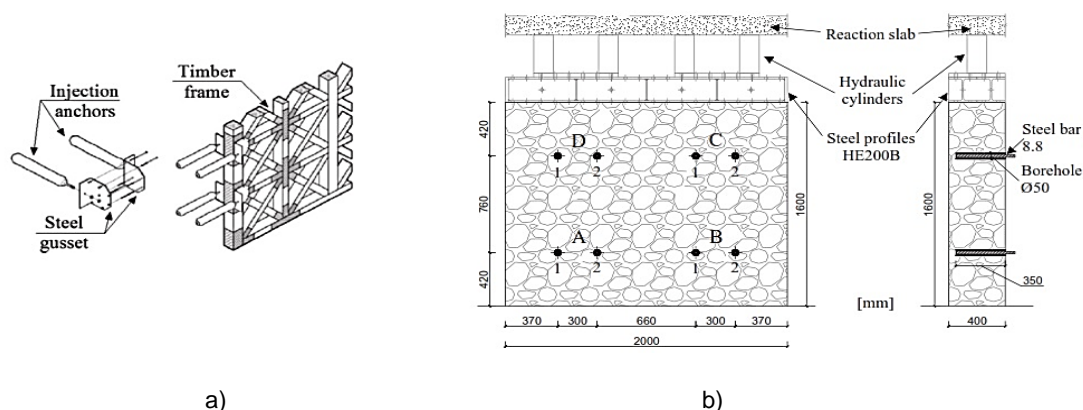 Injection
anchors
Steel
gusset
Timber
frame
a)
Reaction slab
Hydraulic
cylinders
Steel profiles
HE200B
Steel bar
8.8
Borehole
Ø50
420
760
420
D
C
1
2
1
2
A
B
1
2
1
2
1600
1600
350
[mm]
370
300
660
300
370
2000
400
b)